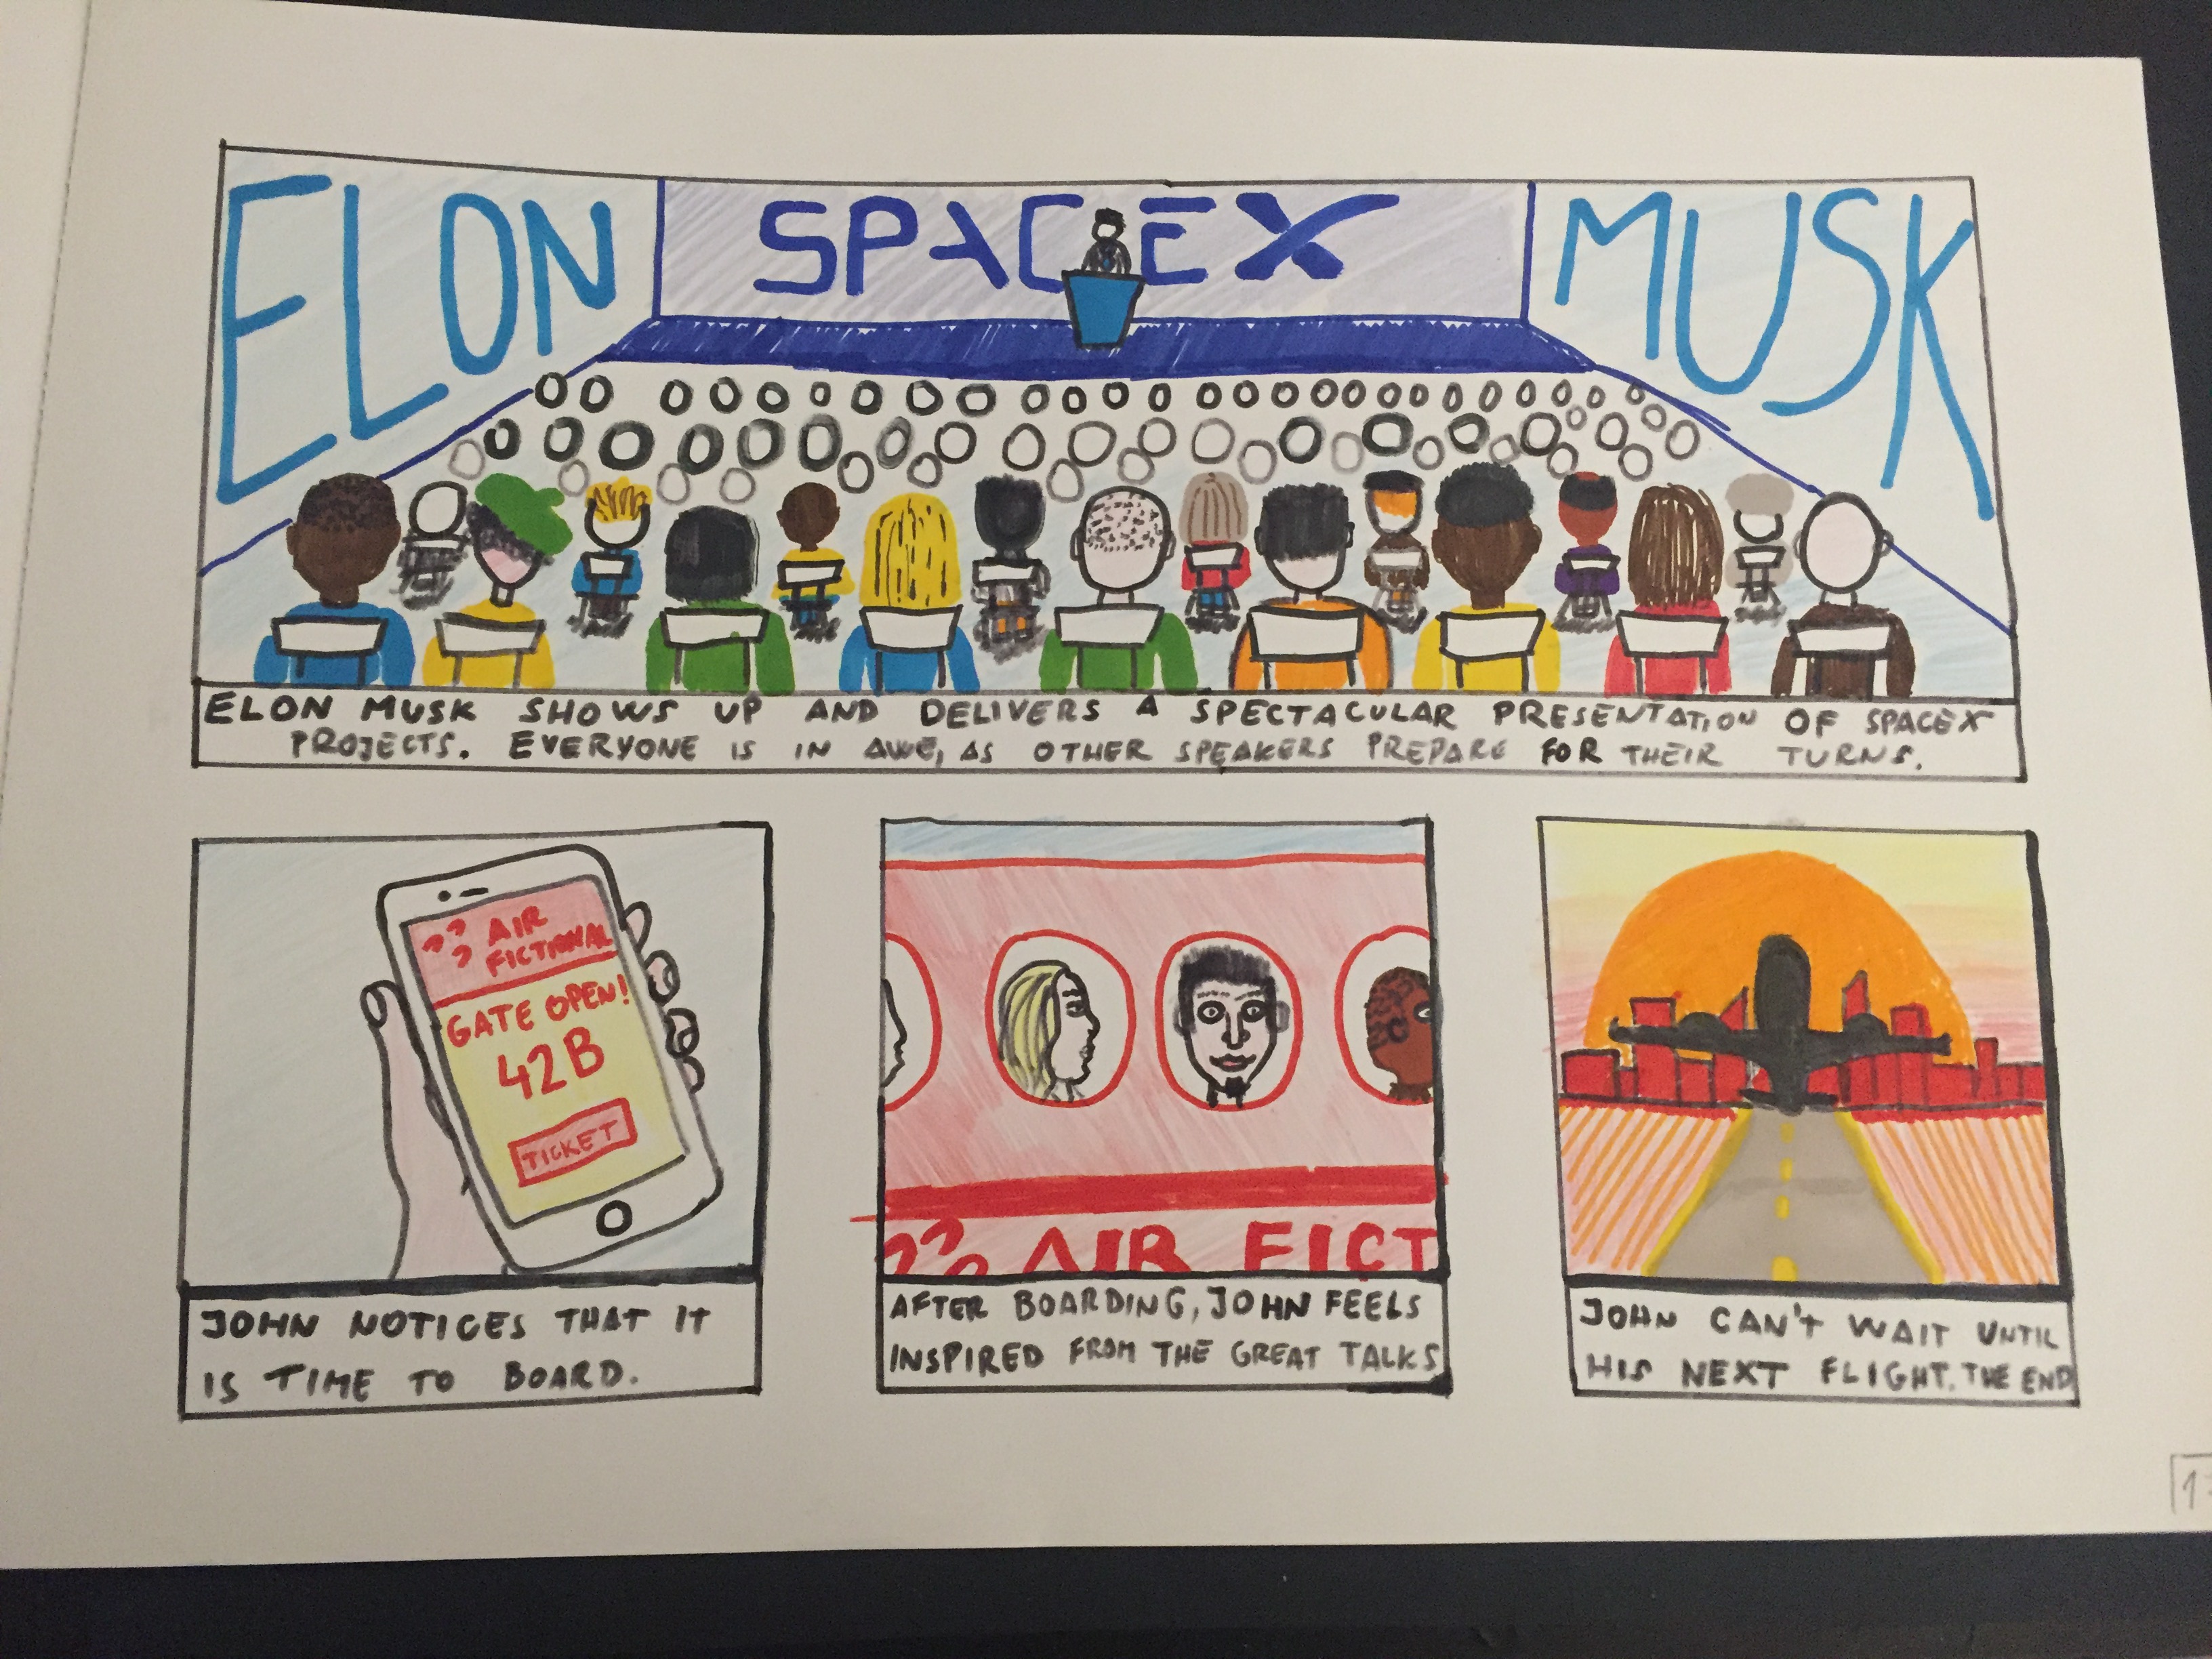 ELON SPACEX MUSK
ELON MUSK SHOWS UP AND DELIVERS A SPECTACULAR PRESENTATION OF SPACEX
PROJECTS. EVERYONE IS IN AWE, AS OTHER SPEAKERS PREPARE FOR THEIR TURNS.
AIR
FICTIONAL
GATE OPEN!
42B
TICKET
JOHN NOTICES THAT IT
IS TIME TO BOARD.
AIR FICT
AFTER BOARDING, JOHN FEELS
INSPIRED FROM THE GREAT TALKS
JOHN CAN'T WAIT UNTIL
HIS NEXT FLIGHT. THE END